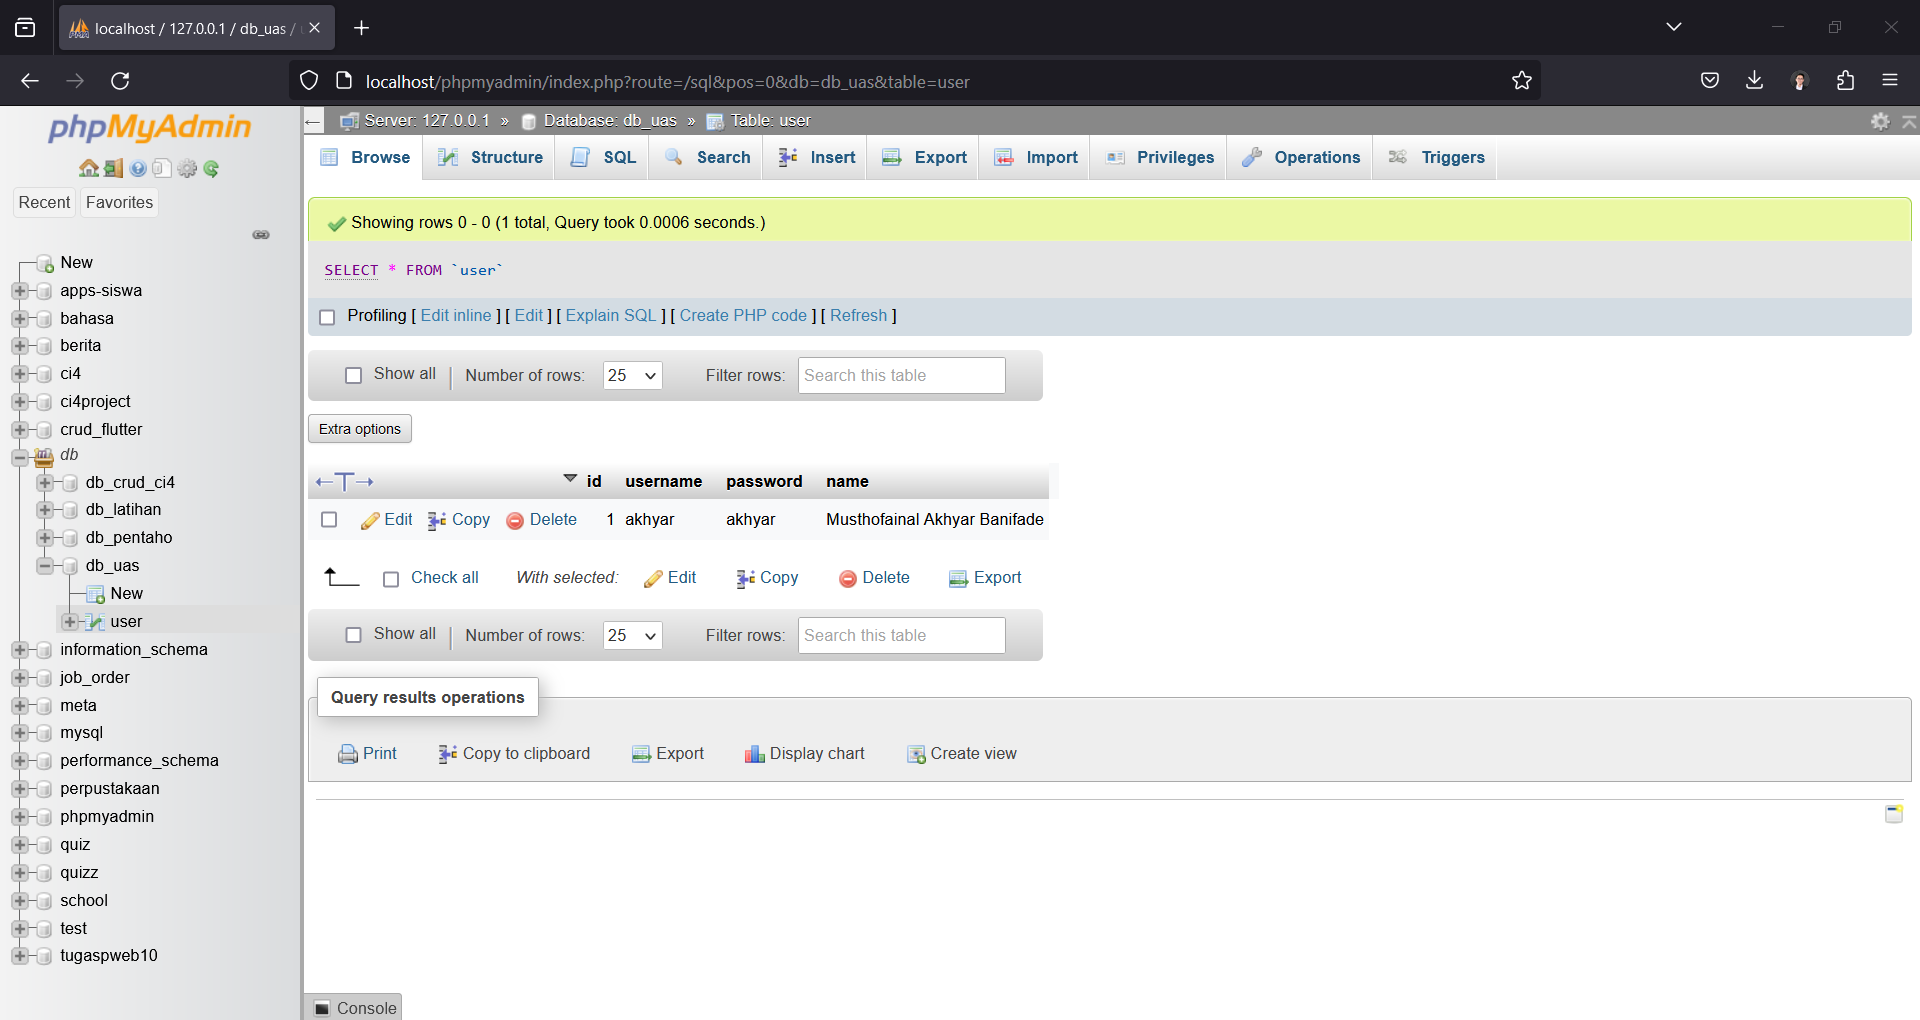 localhost / 127.0.0.1 / db_uas /
localhost/phpmyadmin/index.php?route=/sql&pos=0&db=db_uas&table=user
phpMyAdmin
Recent Favorites
New
apps-siswa
bahasa
berita
ci4
ci4project
crud_flutter
db
db_crud_ci4
db_latihan
db_pentaho
db_uas
New
user
information_schema
job_order
meta
mysql
performance_schema
perpustakaan
phpmyadmin
quiz
quizz
school
test
tugaspweb10
Server: 127.0.0.1 » Database: db_uas » Table: user
Browse Structure SQL Search Insert Export Import Privileges Operations Triggers
Showing rows 0 - 0 (1 total, Query took 0.0006 seconds.)
SELECT * FROM `user`
Profiling [ Edit inline ] [ Edit ] [ Explain SQL ] [ Create PHP code ] [ Refresh ]
Show all | Number of rows: 25 Filter rows: Search this table
Extra options
id username password name
Edit Copy Delete 1 akhyar akhyar Musthofainal Akhyar Banifade
Check all With selected: Edit Copy Delete Export
Show all | Number of rows: 25 Filter rows: Search this table
Query results operations
Print Copy to clipboard Export Display chart Create view
Console